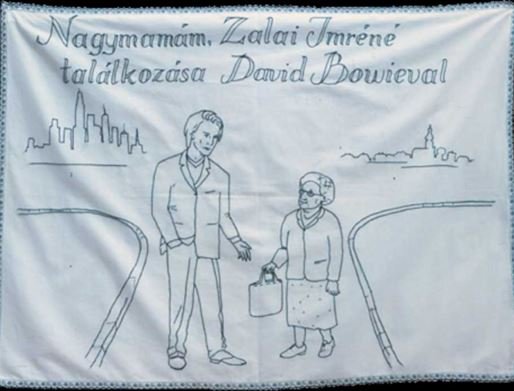 Nagymamám, Zalai Imréné
találkozása David Bowieval